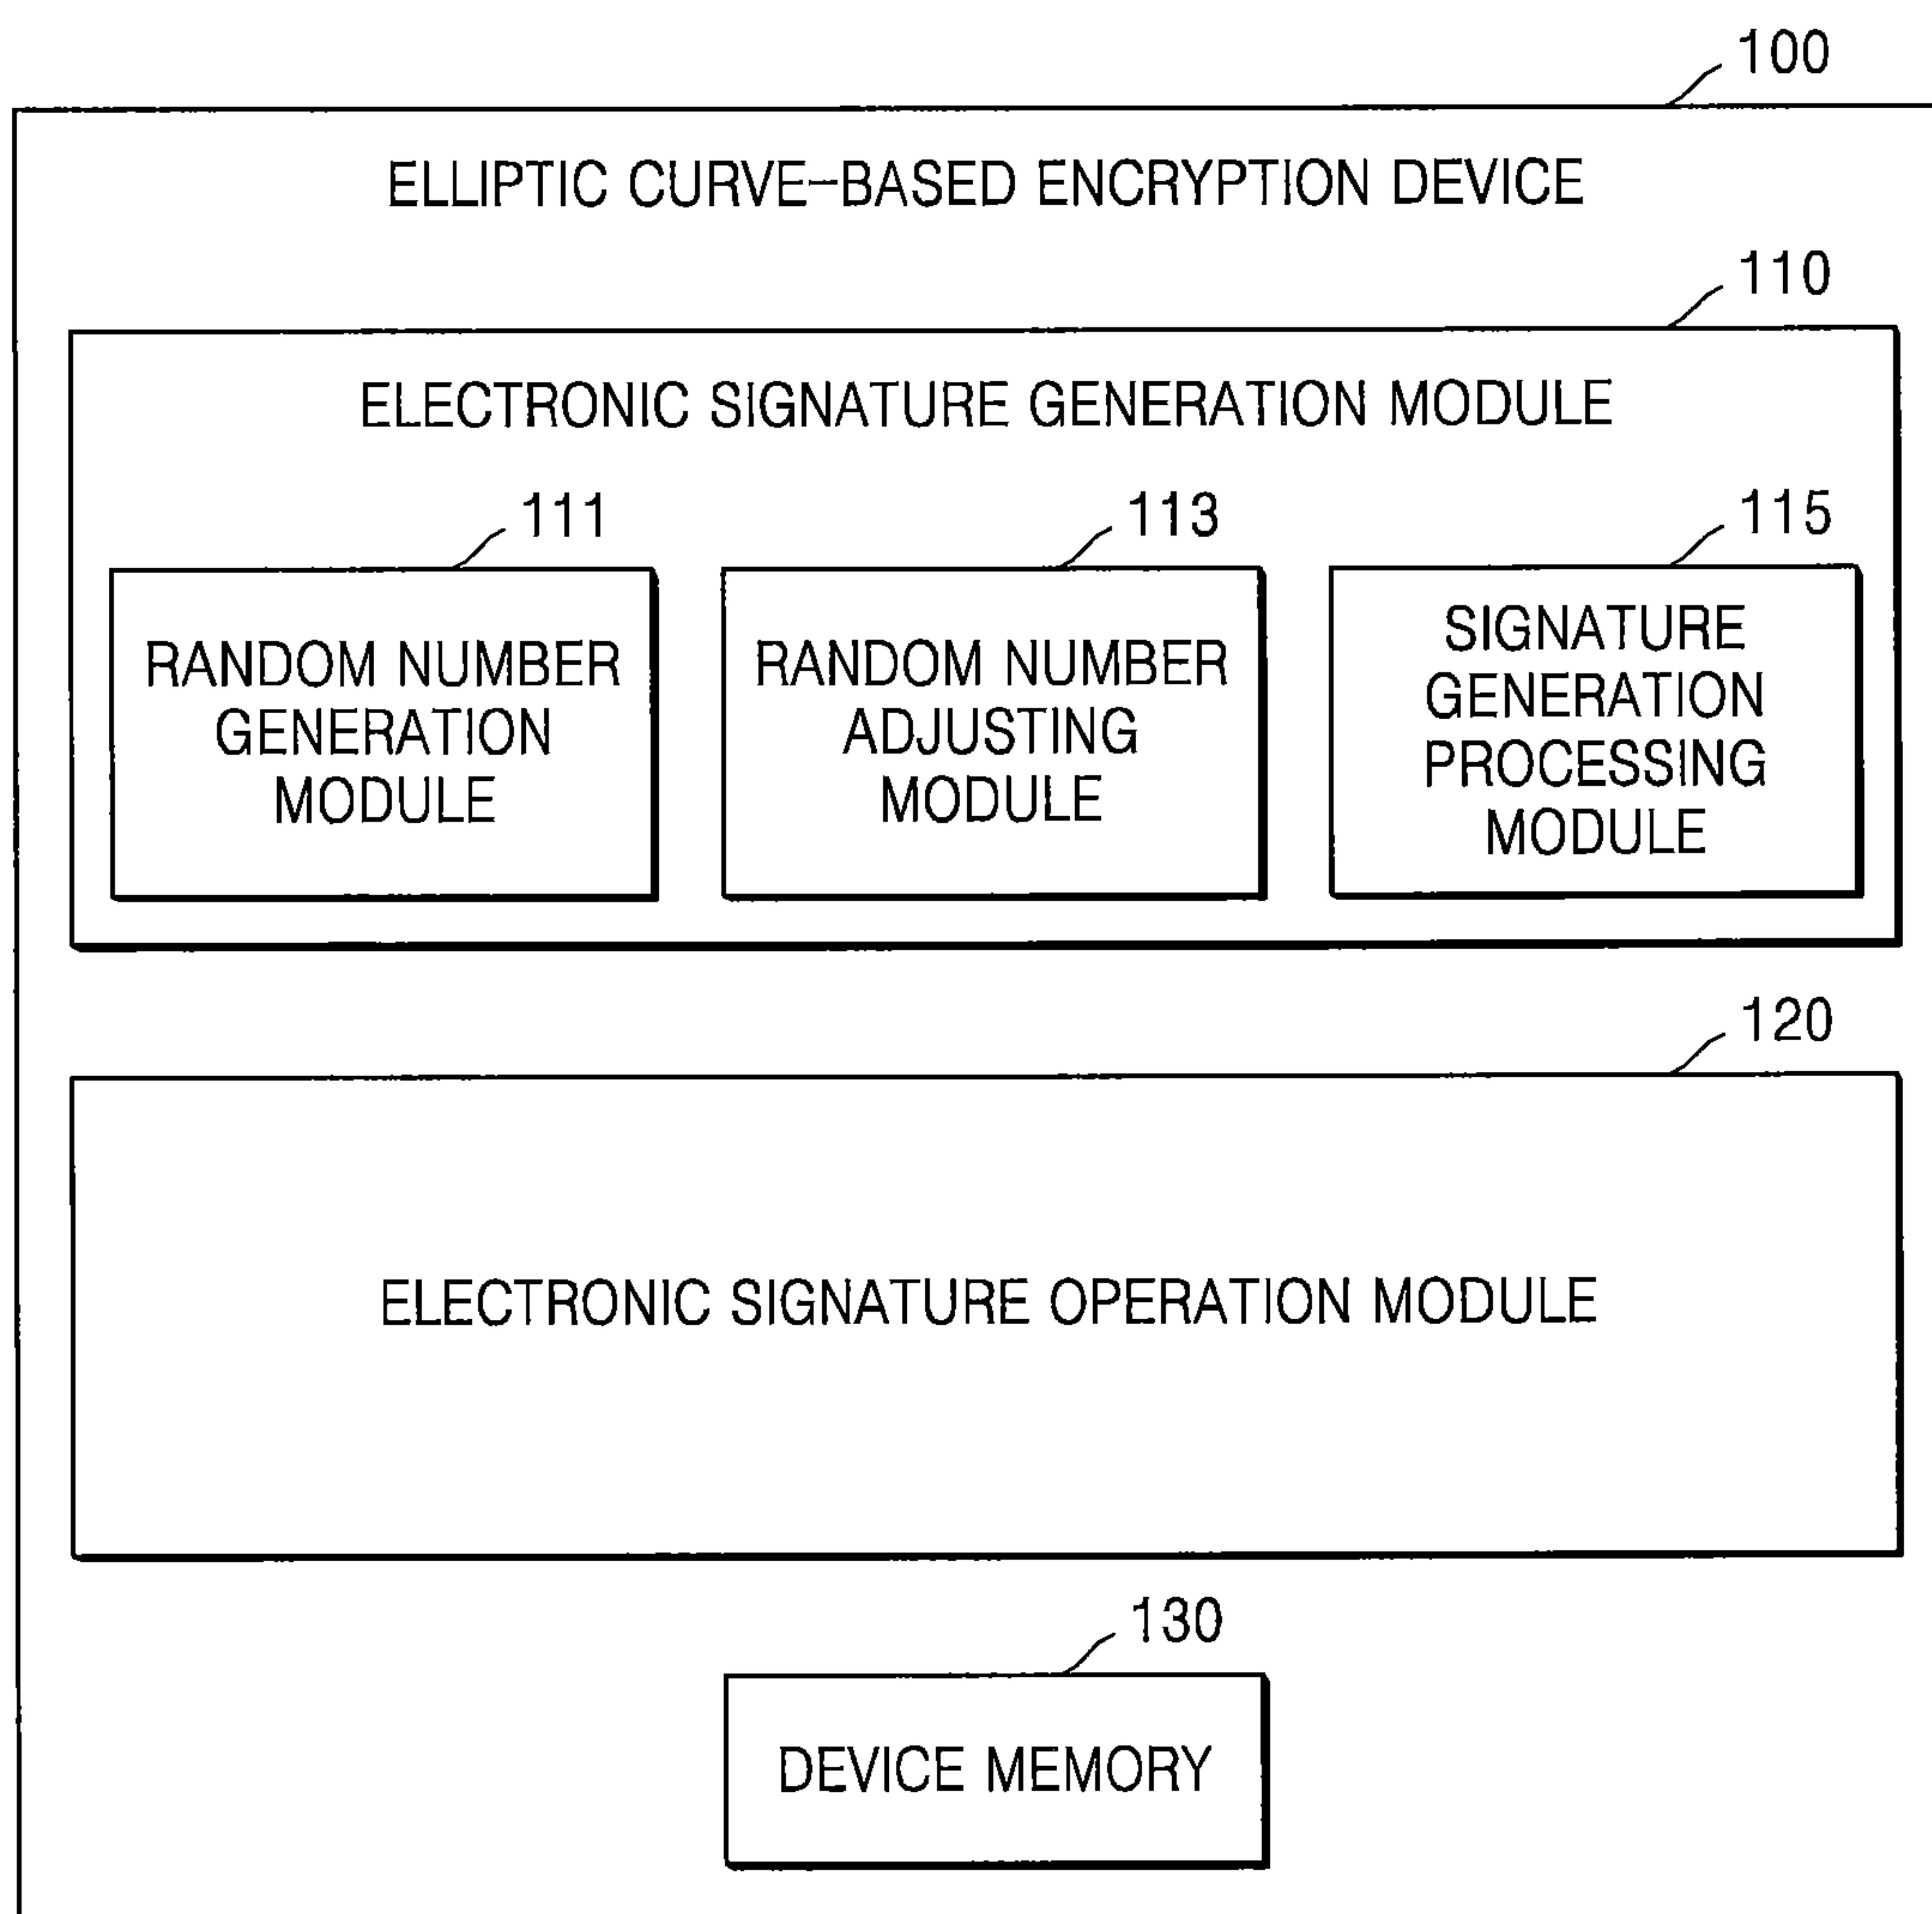 100
ELLIPTIC CURVE-BASED ENCRYPTION DEVICE
110
ELECTRONIC SIGNATURE GENERATION MODULE
111
RANDOM NUMBER
GENERATION
MODULE
113
RANDOM NUMBER
ADJUSTING
MODULE
115
SIGNATURE
GENERATION
PROCESSING
MODULE
120
ELECTRONIC SIGNATURE OPERATION MODULE
130
DEVICE MEMORY